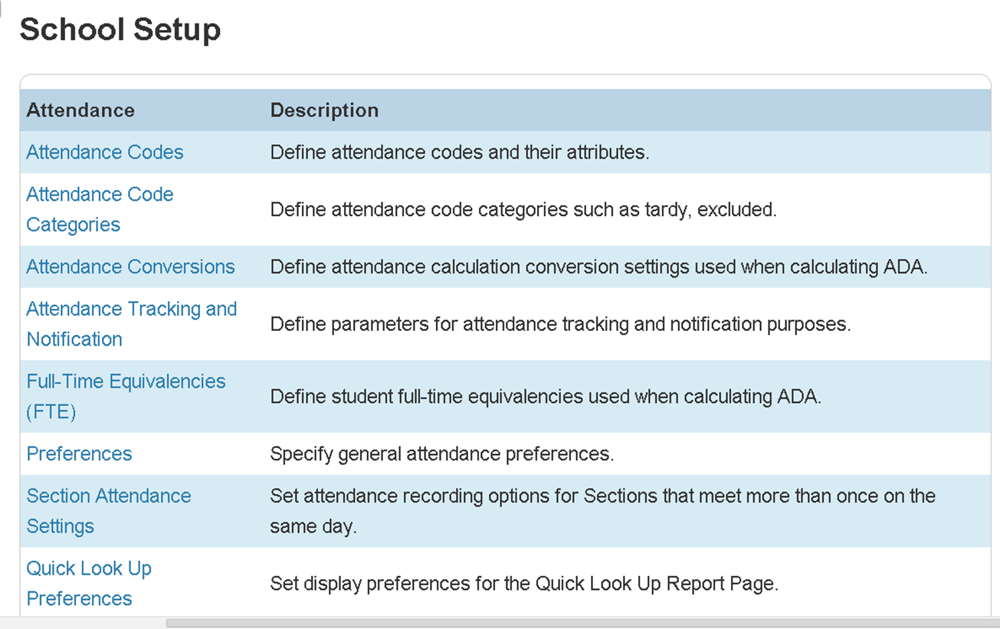 School Setup
Attendance Description
Attendance Codes Define attendance codes and their attributes.
Attendance Code
Categories
Define attendance code categories such as tardy, excluded.
Attendance Conversions Define attendance calculation conversion settings used when calculating ADA.
Attendance Tracking and
Notification
Define parameters for attendance tracking and notification purposes.
Full-Time Equivalencies
(FTE)
Define student full-time equivalencies used when calculating ADA.
Preferences Specify general attendance preferences.
Section Attendance
Settings
Set attendance recording options for Sections that meet more than once on the
same day.
Quick Look Up
Preferences
Set display preferences for the Quick Look Up Report Page.